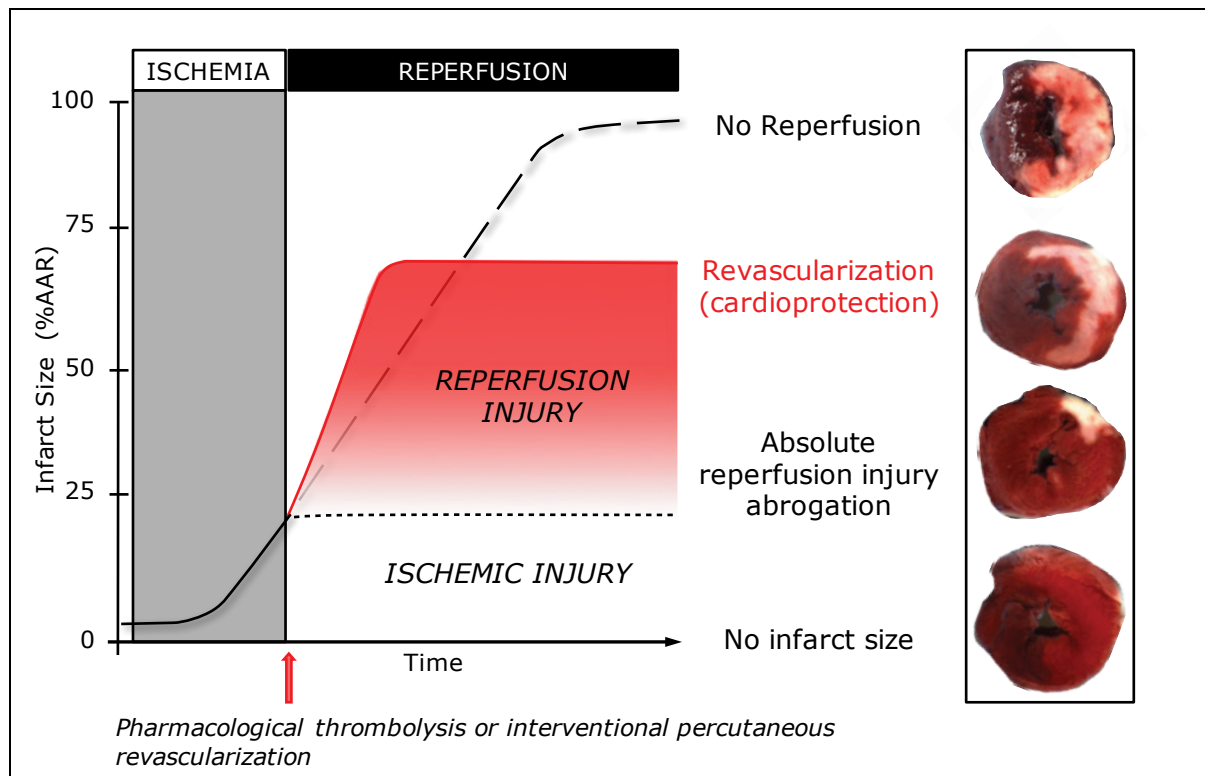 ISCHEMIA
REPERFUSION
100
75
50
25
0
Infarct Size (%AAR)
Time
No Reperfusion
Revascularization
(cardioprotection)
REPERFUSION
INJURY
Absolute
reperfusion injury
abrogation
ISCHEMIC INJURY
No infarct size
Pharmacological thrombolysis or interventional percutaneous
revascularization